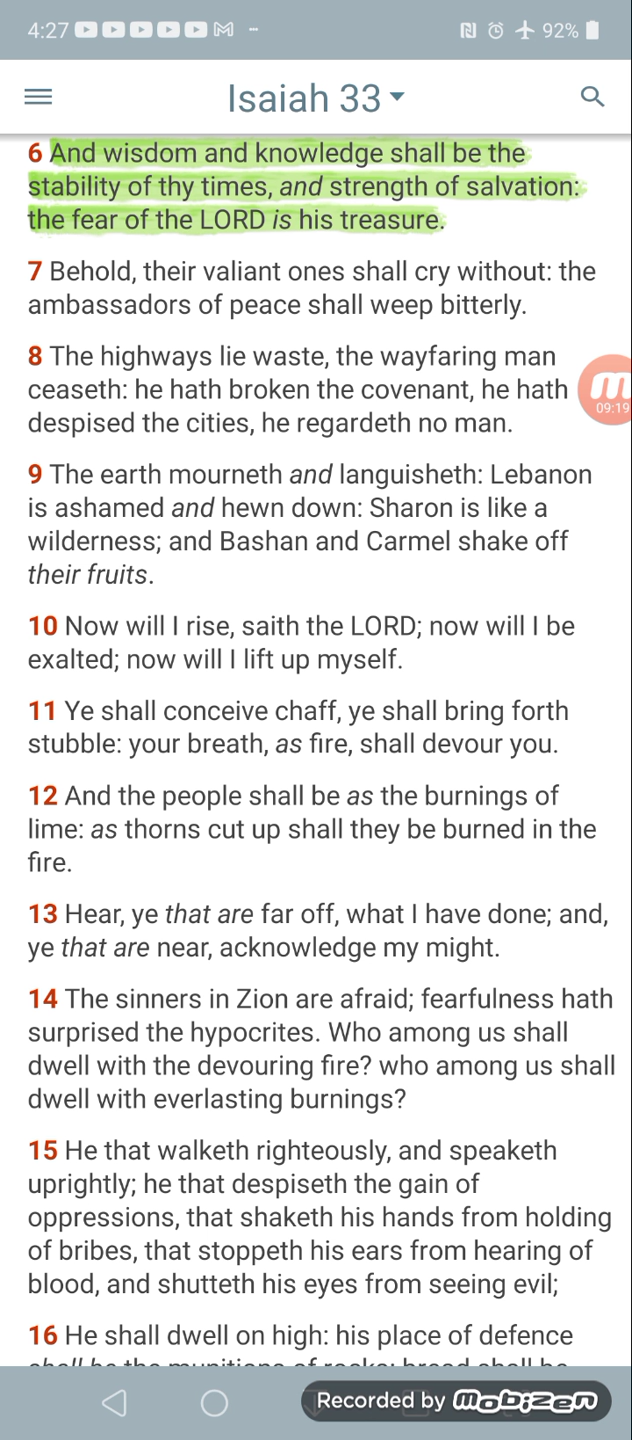 4:27
92%
Isaiah 33
6 And wisdom and knowledge shall be the
stability of thy times, and strength of salvation:
the fear of the LORD is his treasure.
7 Behold, their valiant ones shall cry without: the
ambassadors of peace shall weep bitterly.
8 The highways lie waste, the wayfaring man
ceaseth: he hath broken the covenant, he hath
despised the cities, he regardeth no man.
09:19
9 The earth mourneth and languisheth: Lebanon
is ashamed and hewn down: Sharon is like a
wilderness; and Bashan and Carmel shake off
their fruits.
10 Now will I rise, saith the LORD; now will I be
exalted; now will I lift up myself.
11 Ye shall conceive chaff, ye shall bring forth
stubble: your breath, as fire, shall devour you.
12 And the people shall be as the burnings of
lime: as thorns cut up shall they be burned in the
fire.
13 Hear, ye that are far off, what I have done; and,
ye that are near, acknowledge my might.
14 The sinners in Zion are afraid; fearfulness hath
surprised the hypocrites. Who among us shall
dwell with the devouring fire? who among us shall
dwell with everlasting burnings?
15 He that walketh righteously, and speaketh
uprightly; he that despiseth the gain of
oppressions, that shaketh his hands from holding
of bribes, that stoppeth his ears from hearing of
blood, and shutteth his eyes from seeing evil;
16 He shall dwell on high: his place of defence
shall be the munitions of rocks: bread shall be
Recorded by Mobizen